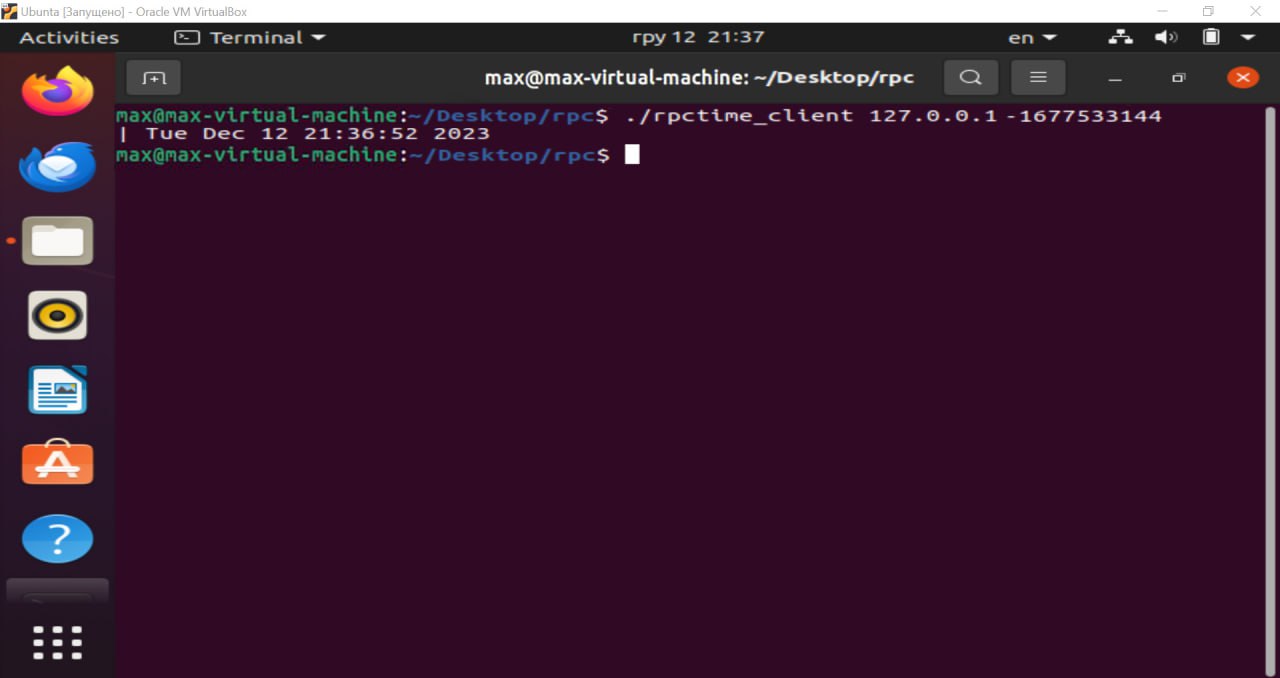 Ubunta [Запущено] - Oracle VM VirtualBox
Activities Terminal гру 12 21:37 en
max@max-virtual-machine: ~/Desktop/rpc
max@max-virtual-machine:~/Desktop/rpc$ ./rpctime_client 127.0.0.1 -1677533144
| Tue Dec 12 21:36:52 2023
max@max-virtual-machine:~/Desktop/rpc$